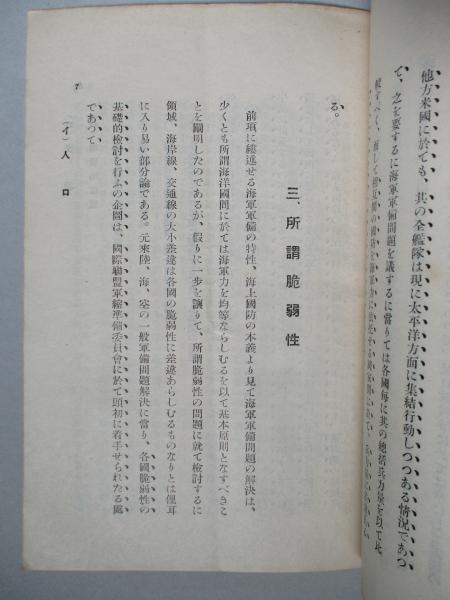 他方米國に於ても、其の全艦隊は現に太平洋方面に集結行動しつつある情況であつ
て、之を要するに海軍軍備問題を議するに當りては各國每に其の總括兵力量を以て比
る。
三、所謂脆弱性
前項に縷述せる海軍軍備の特性、海上國防の本義より見て海軍軍備問題の解決は、
少くとも所謂海洋國間に於ては海軍力を均等ならしむるを以て基本原則となすべきこ
とを闡明したのであるが、假りに一步を讓りて、所謂脆弱性の問題に就て檢討するに
領域、海岸線、交通線の大小差違は各國の脆弱性に差違あらしむるものなりとは俚耳
に入り易い部分論である。元來陸、海、空の一般軍備問題解決に當り、各國脆弱性の
基礎的檢討を行ふの企圖は、國際聯盟軍縮準備委員會に於て頭初に着手せられたる處
であつて
(イ) 人口
7